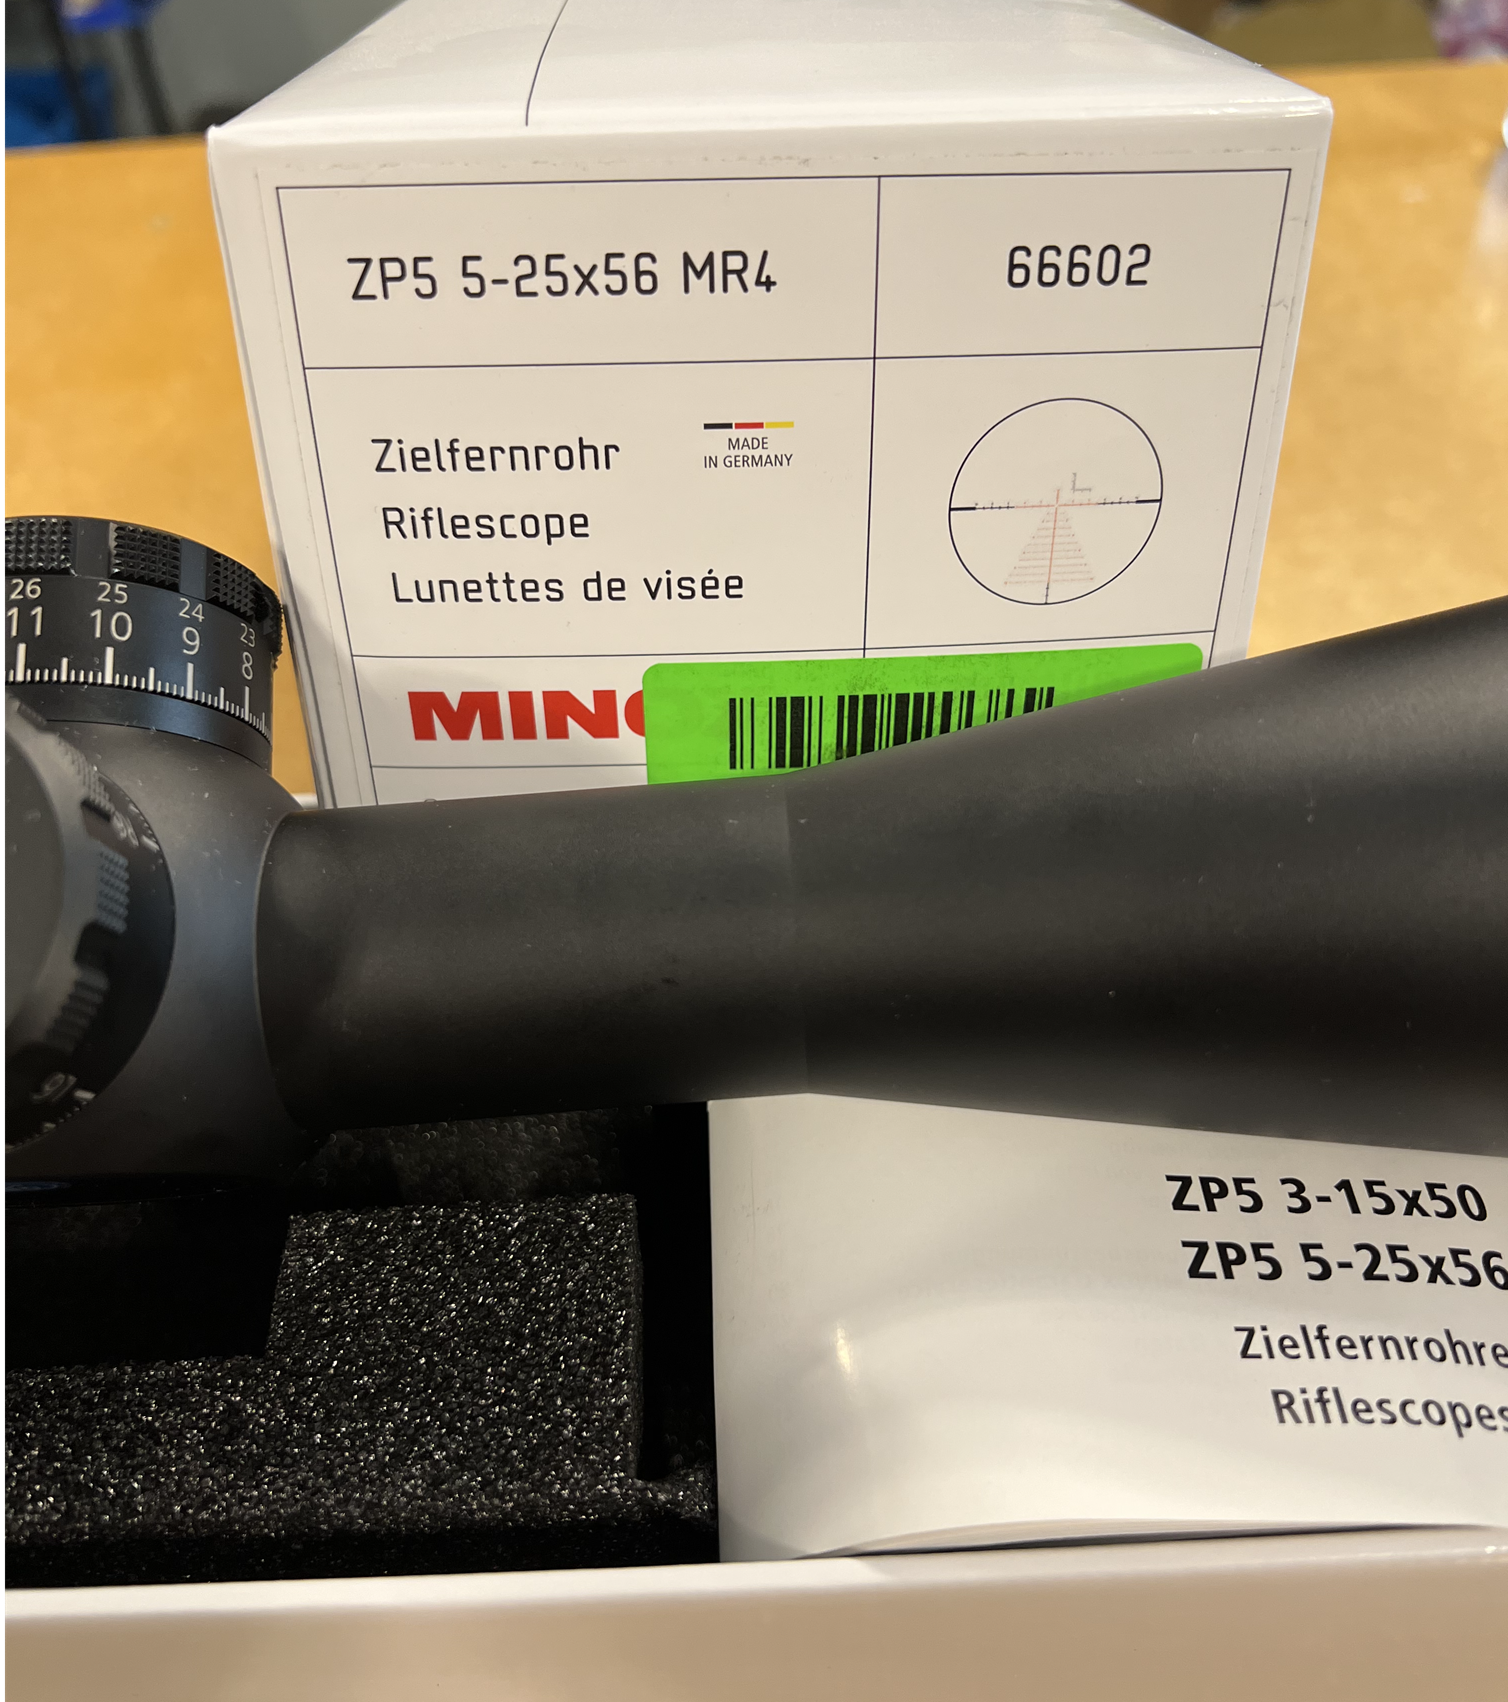 ZP5 5-25x56 MR4
66602
Zielfernrohr
MADE
IN GERMANY
Riflescope
Lunettes de visée
26 25 24 23
11 10 9 8
ZP5 3-15x50
ZP5 5-25x56
Zielfernrohre
Riflescopes